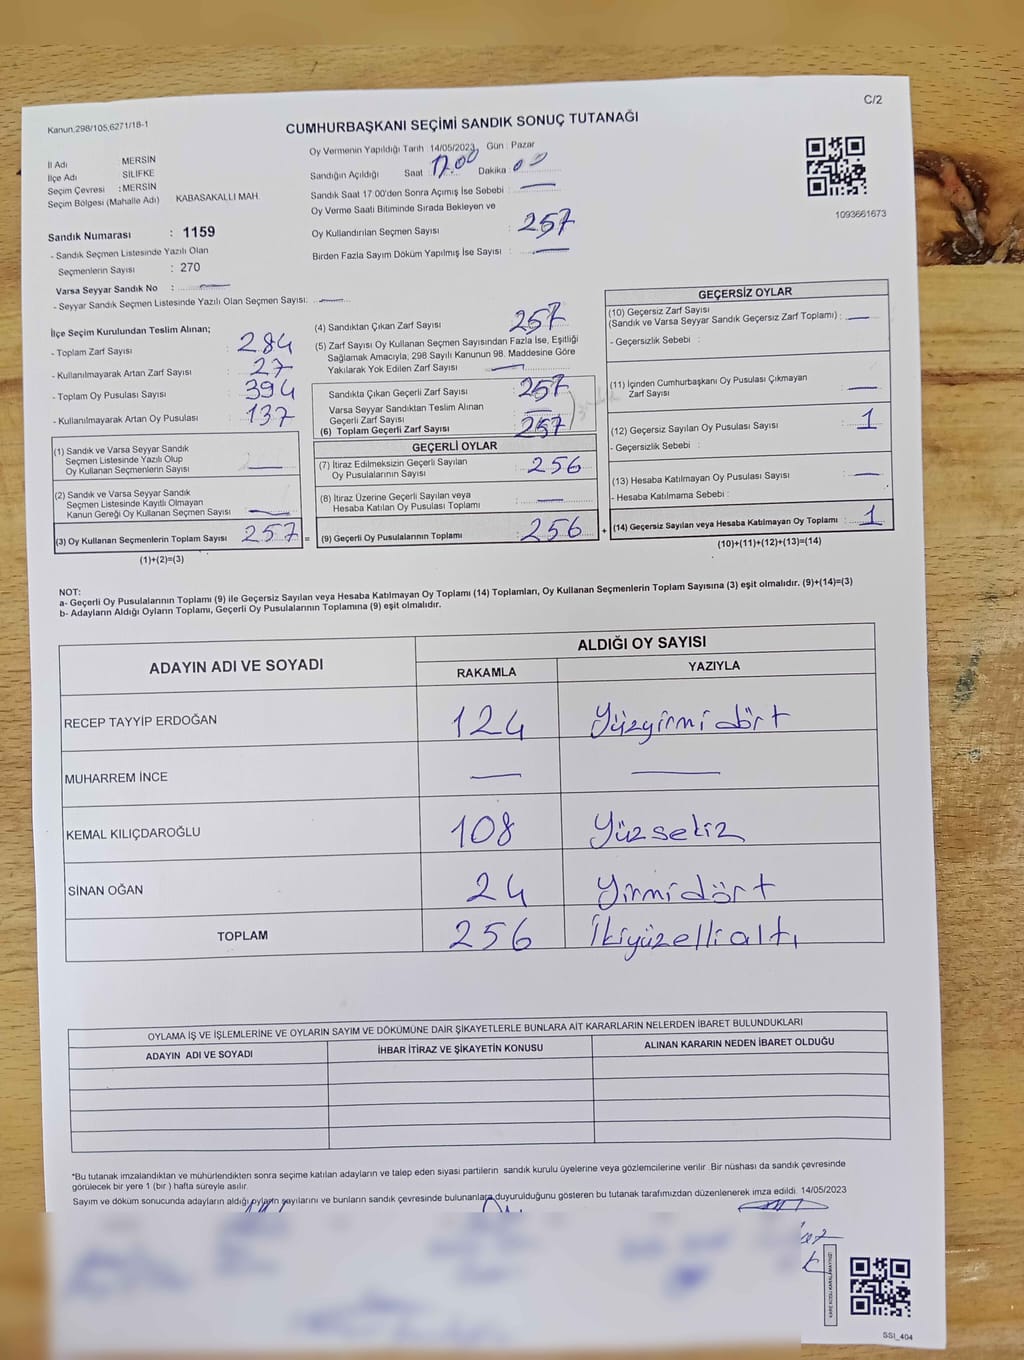 C/2
Kanun.298/105,6271/18-1
CUMHURBAŞKANI SEÇİMİ SANDIK SONUÇ TUTANAĞI
İl Adı MERSİN
İlçe Adı SİLİFKE
Seçim Çevresi : MERSİN
Seçim Bölgesi (Mahalle Adı) KABASAKALLI MAH.
Sandık Numarası : 1159
- Sandık Seçmen Listesinde Yazılı Olan
Seçmenlerin Sayısı : 270
Varsa Seyyar Sandık No :
- Seyyar Sandık Seçmen Listesinde Yazılı Olan Seçmen Sayısı:
Oy Vermenin Yapıldığı Tarih 14/05/2023 Gün : Pazar
Sandığın Açıldığı Saat 17.00 Dakika 00
Sandık Saat 17:00'den Sonra Açımış İse Sebebi :
Oy Verme Saati Bitiminde Sırada Bekleyen ve
Oy Kullandırılan Seçmen Sayısı : 257
Birden Fazla Sayım Döküm Yapılmış İse Sayısı :
1093661673
İlçe Seçim Kurulundan Teslim Alınan;
- Toplam Zarf Sayısı : 284
- Kullanılmayarak Artan Zarf Sayısı : 27
- Toplam Oy Pusulası Sayısı : 394
- Kullanılmayarak Artan Oy Pusulası : 137
(1) Sandık ve Varsa Seyyar Sandık
Seçmen Listesinde Yazılı Olup
Oy Kullanan Seçmenlerin Sayısı
(2) Sandık ve Varsa Seyyar Sandık
Seçmen Listesinde Kayıtlı Olmayan
Kanun Gereği Oy Kullanan Seçmen Sayısı
(3) Oy Kullanan Seçmenlerin Toplam Sayısı 257 =
(1)+(2)=(3)
(4) Sandıktan Çıkan Zarf Sayısı : 257
(5) Zarf Sayısı Oy Kullanan Seçmen Sayısından Fazla İse, Eşitliği
Sağlamak Amacıyla, 298 Sayılı Kanunun 98. Maddesine Göre
Yakılarak Yok Edilen Zarf Sayısı :
Sandıkta Çıkan Geçerli Zarf Sayısı : 257
Varsa Seyyar Sandıktan Teslim Alınan
Geçerli Zarf Sayısı :
(6) Toplam Geçerli Zarf Sayısı : 257
GEÇERLİ OYLAR
(7) İtiraz Edilmeksizin Geçerli Sayılan
Oy Pusulalarının Sayısı : 256
(8) İtiraz Üzerine Geçerli Sayılan veya
Hesaba Katılan Oy Pusulası Toplamı
(9) Geçerli Oy Pusulalarının Toplamı : 256 +
GEÇERSİZ OYLAR
(10) Geçersiz Zarf Sayısı
(Sandık ve Varsa Seyyar Sandık Geçersiz Zarf Toplamı) :
- Geçersizlik Sebebi :
(11) İçinden Cumhurbaşkanı Oy Pusulası Çıkmayan
Zarf Sayısı
(12) Geçersiz Sayılan Oy Pusulası Sayısı : 1
- Geçersizlik Sebebi :
(13) Hesaba Katılmayan Oy Pusulası Sayısı :
- Hesaba Katılmama Sebebi :
(14) Geçersiz Sayılan veya Hesaba Katılmayan Oy Toplamı : 1
(10)+(11)+(12)+(13)=(14)
NOT:
a- Geçerli Oy Pusulalarının Toplamı (9) ile Geçersiz Sayılan veya Hesaba Katılmayan Oy Toplamı (14) Toplamları, Oy Kullanan Seçmenlerin Toplam Sayısına (3) eşit olmalıdır. (9)+(14)=(3)
b- Adayların Aldığı Oyların Toplamı, Geçerli Oy Pusulalarının Toplamına (9) eşit olmalıdır.
ADAYIN ADI VE SOYADI ALDIĞI OY SAYISI
RAKAMLA YAZIYLA
RECEP TAYYİP ERDOĞAN 124 Yüzyirmidört
MUHARREM İNCE
KEMAL KILIÇDAROĞLU 108 Yüzsekiz
SİNAN OĞAN 24 Yirmidört
TOPLAM 256 İkiyüzellialtı
OYLAMA İŞ VE İŞLEMLERİNE VE OYLARIN SAYIM VE DÖKÜMÜNE DAİR ŞİKAYETLERLE BUNLARA AİT KARARLARIN NELERDEN İBARET BULUNDUKLARI
ADAYIN ADI VE SOYADI İHBAR İTİRAZ VE ŞİKAYETİN KONUSU ALINAN KARARIN NEDEN İBARET OLDUĞU
*Bu tutanak imzalandıktan ve mühürlendikten sonra seçime katılan adayların ve talep eden siyasi partilerin sandık kurulu üyelerine veya gözlemcilerine verilir. Bir nüshası da sandık çevresinde
görülecek bir yere 1 (bir) hafta süreyle asılır.
Sayım ve döküm sonucunda adayların aldığı oyların sayılarını ve bunların sandık çevresinde bulunanlara duyurulduğunu gösteren bu tutanak tarafımızdan düzenlenerek imza edildi. 14/05/2023
SSI_404